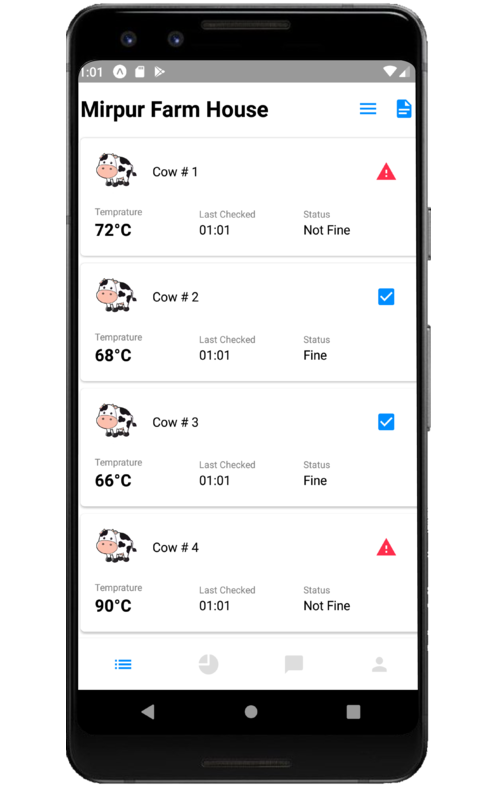 1:01
Mirpur Farm House
Cow # 1
Temprature Last Checked Status
72°C 01:01 Not Fine
Cow # 2
Temprature Last Checked Status
68°C 01:01 Fine
Cow # 3
Temprature Last Checked Status
66°C 01:01 Fine
Cow # 4
Temprature Last Checked Status
90°C 01:01 Not Fine